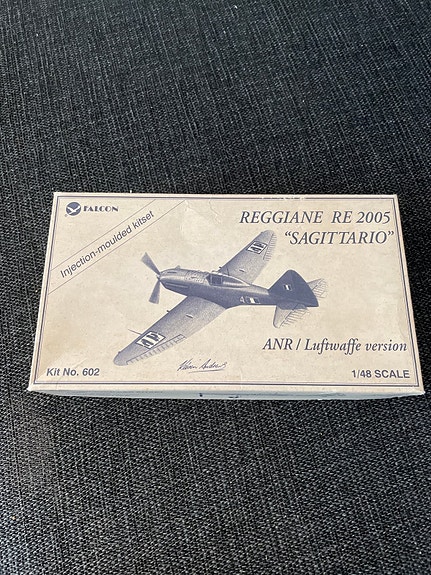 FALCON
Injection-moulded kitset
REGGIANE RE 2005
"SAGITTARIO"
ANR / Luftwaffe version
Kit No. 602
1/48 SCALE